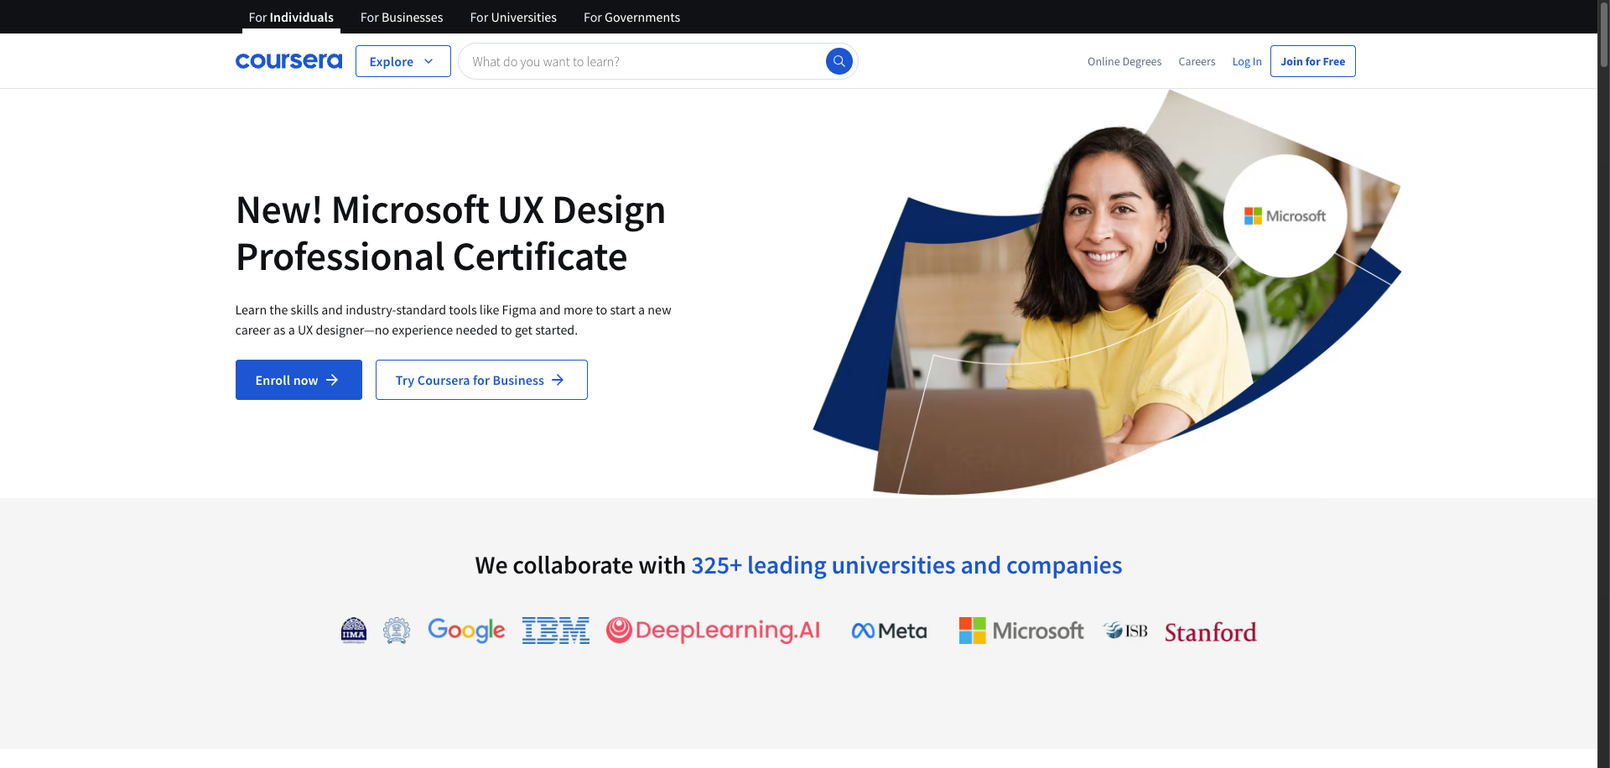 For Individuals
For Businesses
For Universities
For Governments
coursera
Explore
What do you want to learn?
Online Degrees
Careers
Log In
Join for Free
New! Microsoft UX Design
Professional Certificate
Microsoft
Learn the skills and industry-standard tools like Figma and more to start a new
career as a UX designer—no experience needed to get started.
Enroll now
Try Coursera for Business
We collaborate with 325+ leading universities and companies
IIMA
Google
IBM
DeepLearning.AI
Meta
Microsoft
ISB
Stanford